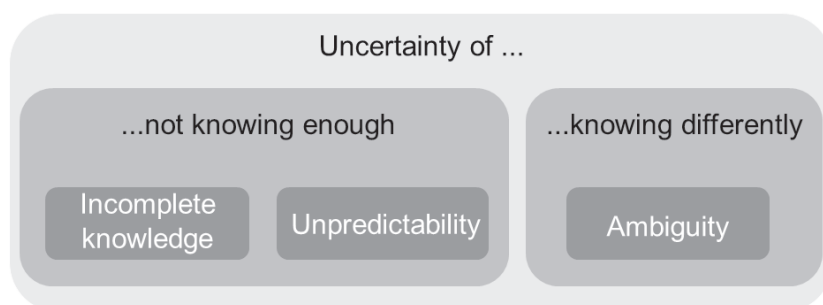 Uncertainty of ...
...not knowing enough
...knowing differently
Incomplete
knowledge
Unpredictability
Ambiguity